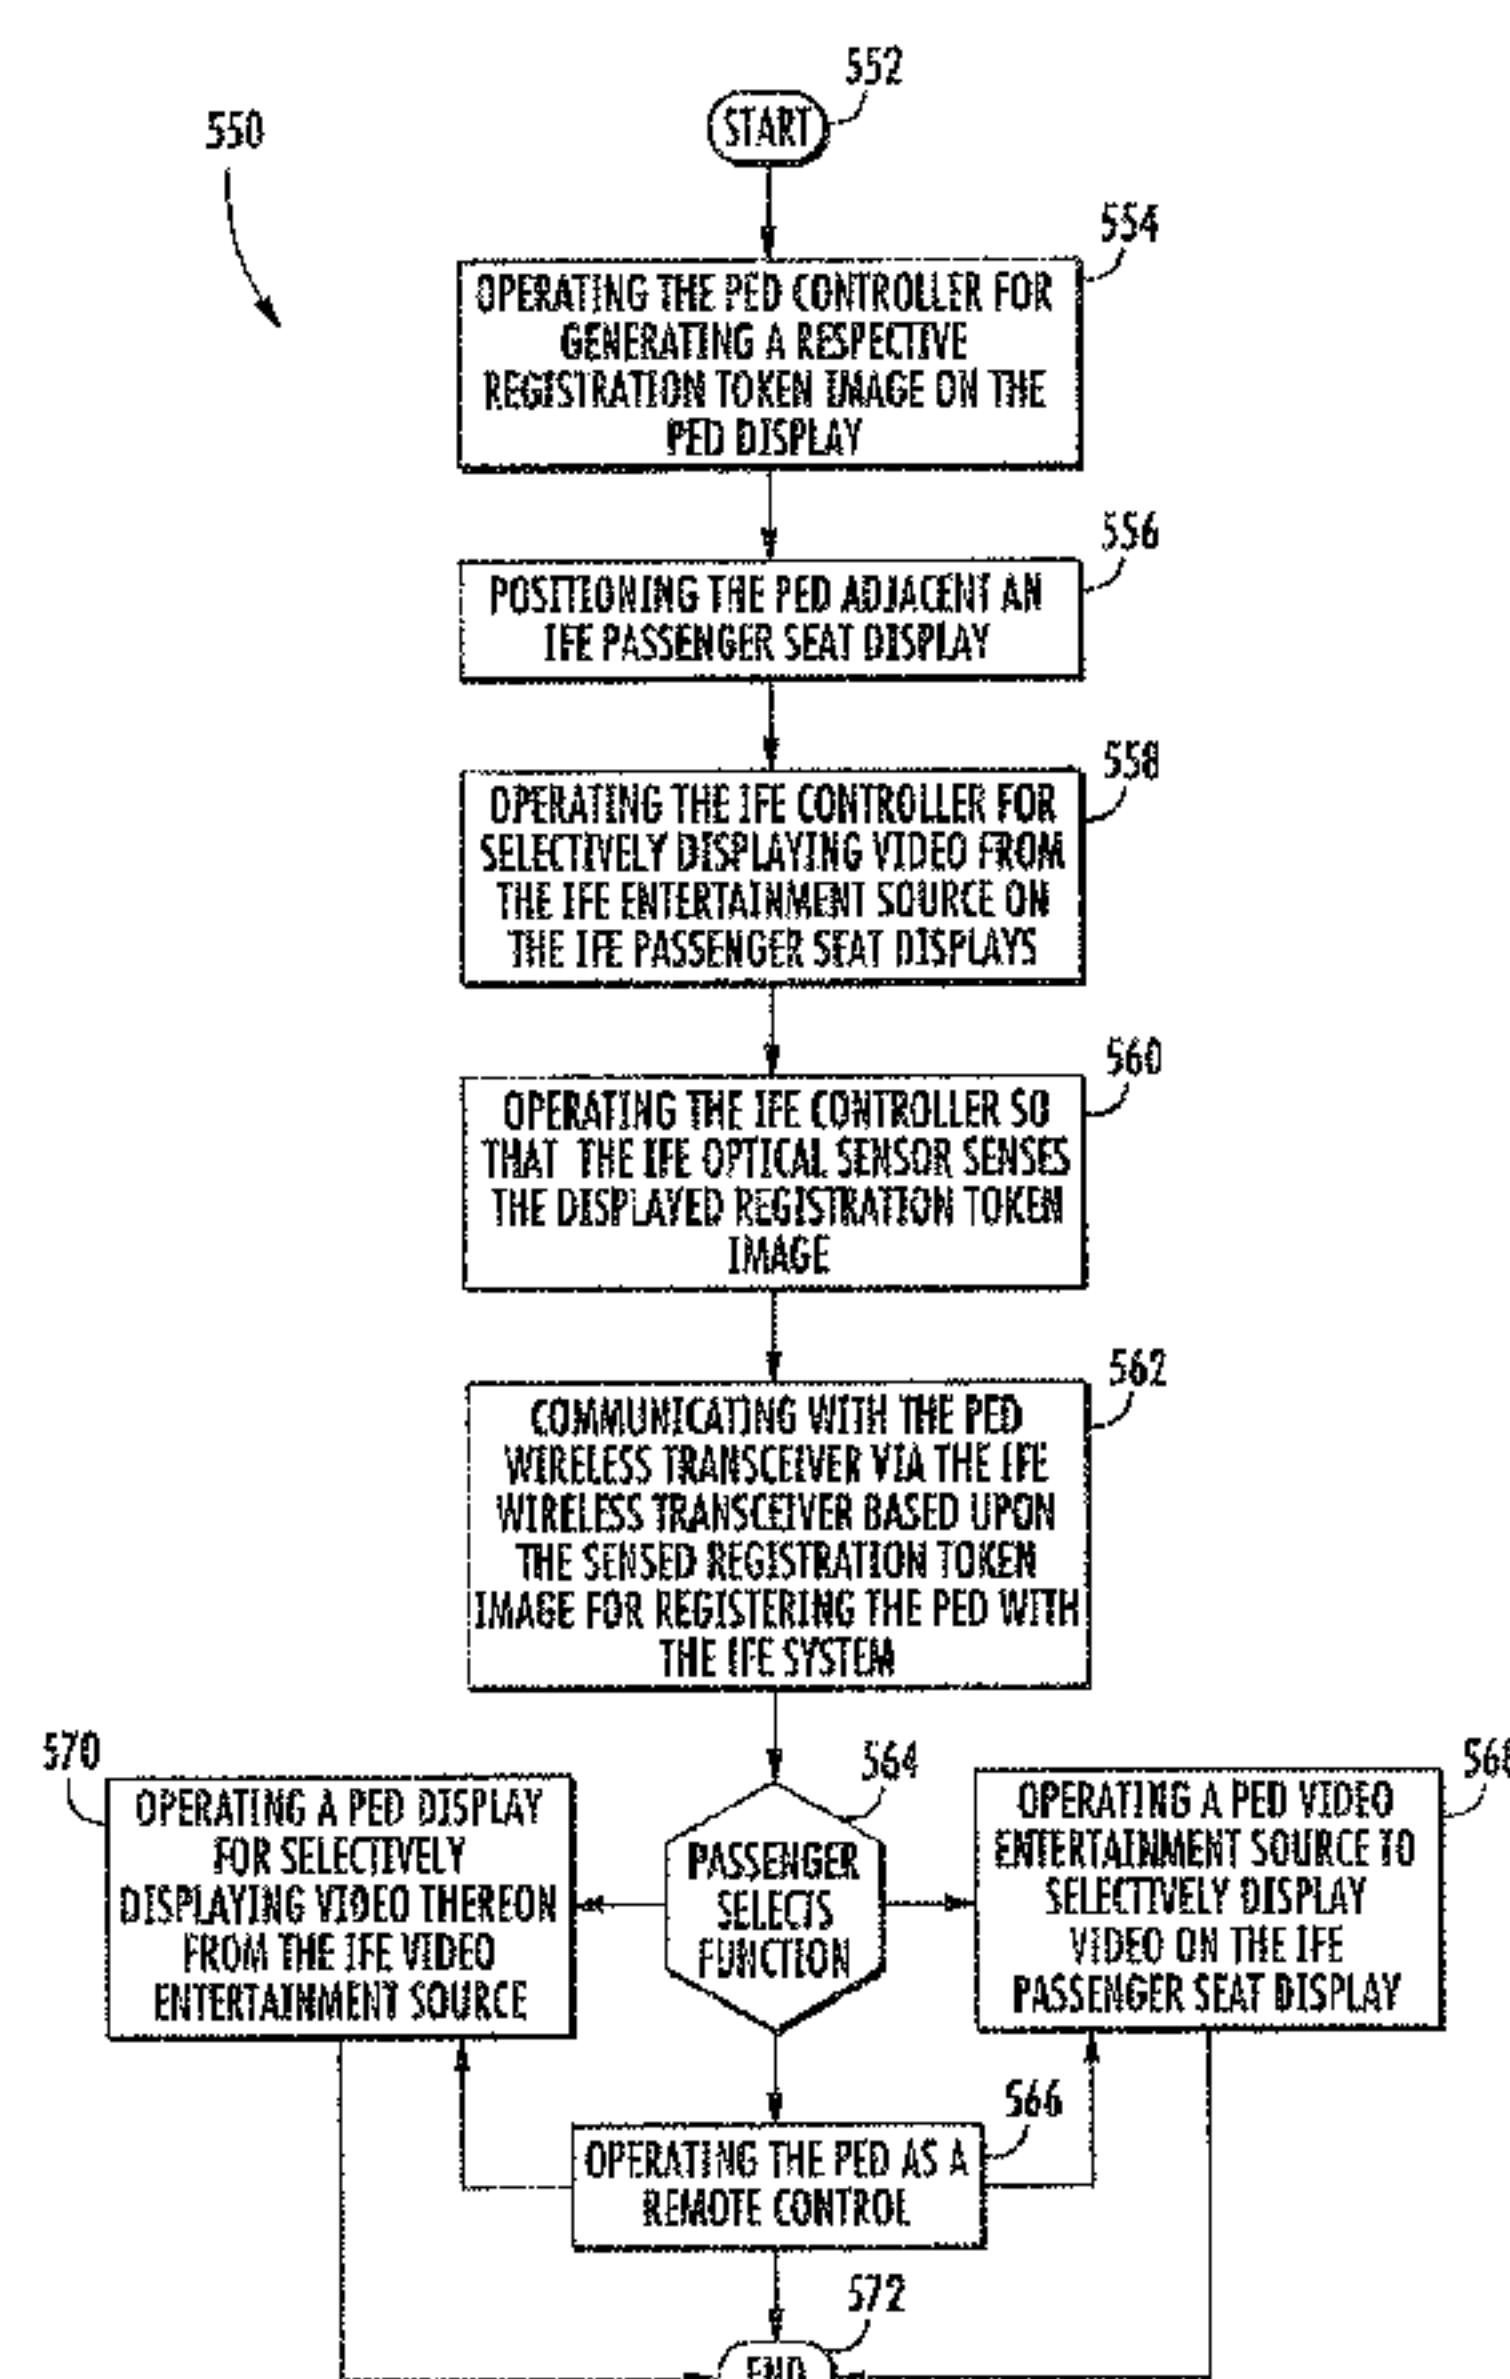 552
START
550
554
OPERATING THE PED CONTROLLER FOR
GENERATING A RESPECTIVE
REGISTRATION TOKEN IMAGE ON THE
PED DISPLAY
556
POSITIONING THE PED ADJACENT AN
IFE PASSENGER SEAT DISPLAY
558
OPERATING THE IFE CONTROLLER FOR
SELECTIVELY DISPLAYING VIDEO FROM
THE IFE ENTERTAINMENT SOURCE ON
THE IFE PASSENGER SEAT DISPLAYS
560
OPERATING THE IFE CONTROLLER SO
THAT THE IFE OPTICAL SENSOR SENSES
THE DISPLAYED REGISTRATION TOKEN
IMAGE
562
COMMUNICATING WITH THE PED
WIRELESS TRANSCEIVER VIA THE IFE
WIRELESS TRANSCEIVER BASED UPON
THE SENSED REGISTRATION TOKEN
IMAGE FOR REGISTERING THE PED WITH
THE IFE SYSTEM
570
OPERATING A PED DISPLAY
FOR SELECTIVELY
DISPLAYING VIDEO THEREON
FROM THE IFE VIDEO
ENTERTAINMENT SOURCE
564
PASSENGER
SELECTS
FUNCTION
OPERATING A PED VIDEO
ENTERTAINMENT SOURCE TO
SELECTIVELY DISPLAY
VIDEO ON THE IFE
PASSENGER SEAT DISPLAY
566
OPERATING THE PED AS A
REMOTE CONTROL
572
END